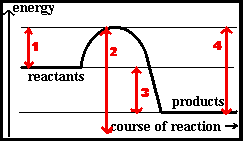 energy
1
2
4
reactants
3
products
course of reaction →